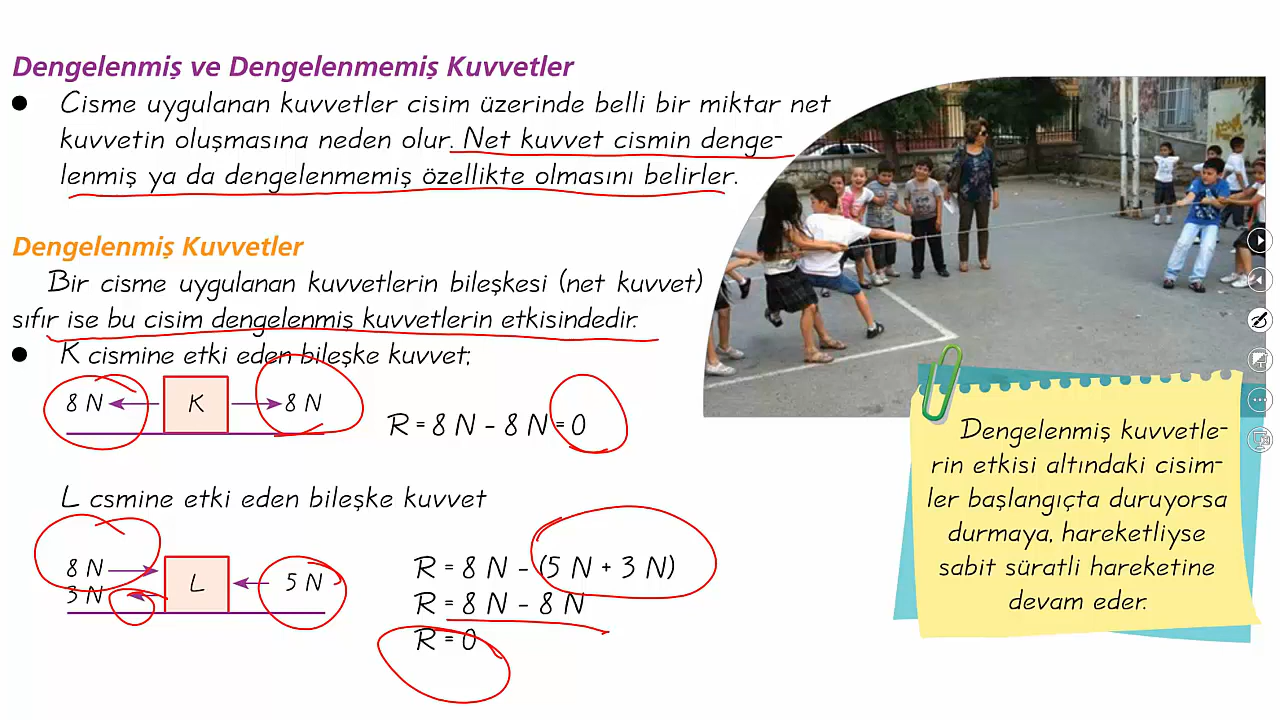 Dengelenmiş ve Dengelenmemiş Kuvvetler
● Cisme uygulanan kuvvetler cisim üzerinde belli bir miktar net
kuvvetin oluşmasına neden olur. Net kuvvet cismin denge-
lenmiş ya da dengelenmemiş özellikte olmasını belirler.
Dengelenmiş Kuvvetler
Bir cisme uygulanan kuvvetlerin bileşkesi (net kuvvet)
sıfır ise bu cisim dengelenmiş kuvvetlerin etkisindedir.
● K cismine etki eden bileşke kuvvet;
8 N K 8 N
R = 8 N - 8 N = 0
L csmine etki eden bileşke kuvvet
8 N
3 N L 5 N
R = 8 N - (5 N + 3 N)
R = 8 N - 8 N
R = 0
Dengelenmiş kuvvetle-
rin etkisi altındaki cisim-
ler başlangıçta duruyorsa
durmaya, hareketliyse
sabit süratli hareketine
devam eder.